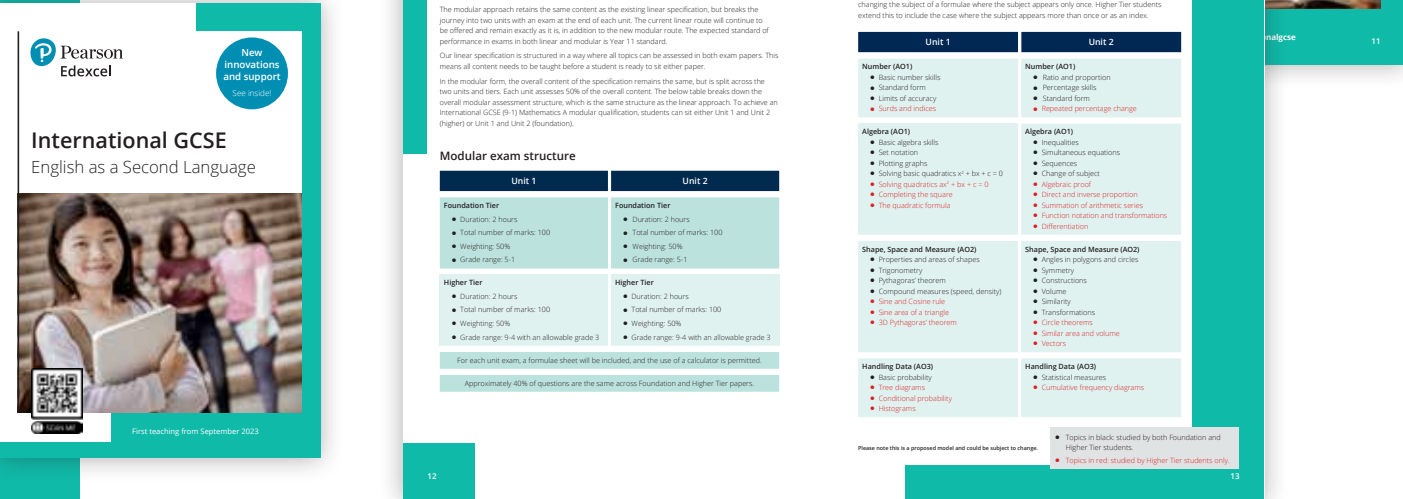 Pearson
Edexcel
New
innovations
and support
See inside!
International GCSE
English as a Second Language
SCAN ME
First teaching from September 2023
The modular approach retains the same content as the existing linear specification, but breaks the
journey into two units with an exam at the end of each unit. The current linear route will continue to
be offered and remain exactly as it is, in addition to the new modular route. The expected standard of
performance in exams in both linear and modular is Year 11 standard.
Our linear specification is structured in a way where all topics can be assessed in both exam papers. This
means all content needs to be taught before a student is ready to sit either paper.
In the modular form, the overall content of the specification remains the same, but is split across the
two units and tiers. Each unit assesses 50% of the overall content. The below table breaks down the
overall modular assessment structure, which is the same structure as the linear approach. To achieve an
International GCSE (9-1) Mathematics A modular qualification, students can sit either Unit 1 and Unit 2
(higher) or Unit 1 and Unit 2 (foundation).
Modular exam structure
Unit 1
Unit 2
Foundation Tier
• Duration: 2 hours
• Total number of marks: 100
• Weighting: 50%
• Grade range: 5-1
Foundation Tier
• Duration: 2 hours
• Total number of marks: 100
• Weighting: 50%
• Grade range: 5-1
Higher Tier
• Duration: 2 hours
• Total number of marks: 100
• Weighting: 50%
• Grade range: 9-4 with an allowable grade 3
Higher Tier
• Duration: 2 hours
• Total number of marks: 100
• Weighting: 50%
• Grade range: 9-4 with an allowable grade 3
For each unit exam, a formulae sheet will be included, and the use of a calculator is permitted.
Approximately 40% of questions are the same across Foundation and Higher Tier papers.
12
changing the subject of a formulae where the subject appears only once. Higher Tier students
extend this to include the case where the subject appears more than once or as an index.
Unit 1
Unit 2
Number (AO1)
• Basic number skills
• Standard form
• Limits of accuracy
• Surds and indices
Number (AO1)
• Ratio and proportion
• Percentage skills
• Standard form
• Repeated percentage change
Algebra (AO1)
• Basic algebra skills
• Set notation
• Plotting graphs
• Solving basic quadratics x² + bx + c = 0
• Solving quadratics ax² + bx + c = 0
• Completing the square
• The quadratic formula
Algebra (AO1)
• Inequalities
• Simultaneous equations
• Sequences
• Change of subject
• Algebraic proof
• Direct and inverse proportion
• Summation of arithmetic series
• Function notation and transformations
• Differentiation
Shape, Space and Measure (AO2)
• Properties and areas of shapes
• Trigonometry
• Pythagoras' theorem
• Compound measures (speed, density)
• Sine and Cosine rule
• Sine area of a triangle
• 3D Pythagoras' theorem
Shape, Space and Measure (AO2)
• Angles in polygons and circles
• Symmetry
• Constructions
• Volume
• Similarity
• Transformations
• Circle theorems
• Similar area and volume
• Vectors
Handling Data (AO3)
• Basic probability
• Tree diagrams
• Conditional probability
• Histograms
Handling Data (AO3)
• Statistical measures
• Cumulative frequency diagrams
Please note this is a proposed model and could be subject to change.
• Topics in black: studied by both Foundation and
Higher Tier students.
• Topics in red: studied by Higher Tier students only.
13
nalgcse
11